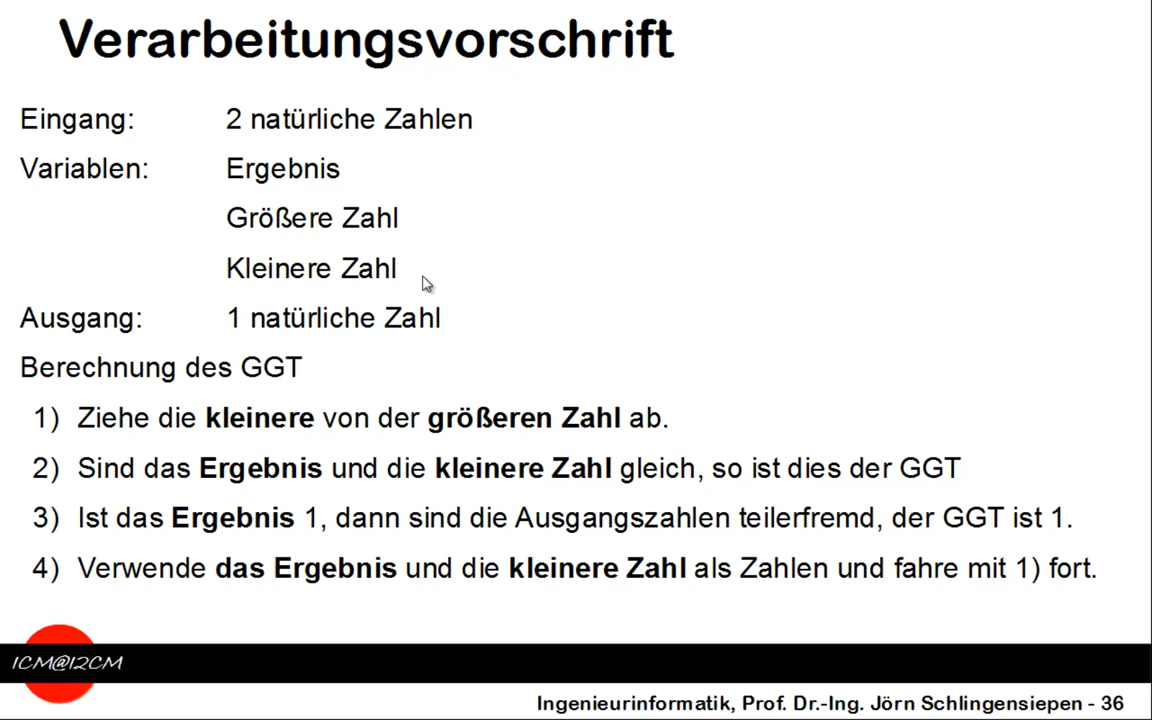 Verarbeitungsvorschrift
Eingang: 2 natürliche Zahlen
Variablen: Ergebnis
Größere Zahl
Kleinere Zahl
Ausgang: 1 natürliche Zahl
Berechnung des GGT
1) Ziehe die kleinere von der größeren Zahl ab.
2) Sind das Ergebnis und die kleinere Zahl gleich, so ist dies der GGT
3) Ist das Ergebnis 1, dann sind die Ausgangszahlen teilerfremd, der GGT ist 1.
4) Verwende das Ergebnis und die kleinere Zahl als Zahlen und fahre mit 1) fort.
1CM@12CM
Ingenieurinformatik, Prof. Dr.-Ing. Jörn Schlingensiepen - 36